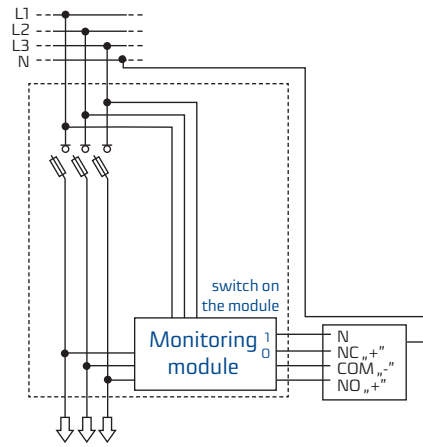 L1
L2
L3
N
switch on
the module
Monitoring
module
1
0
N
NC „+”
COM „-”
NO „+”